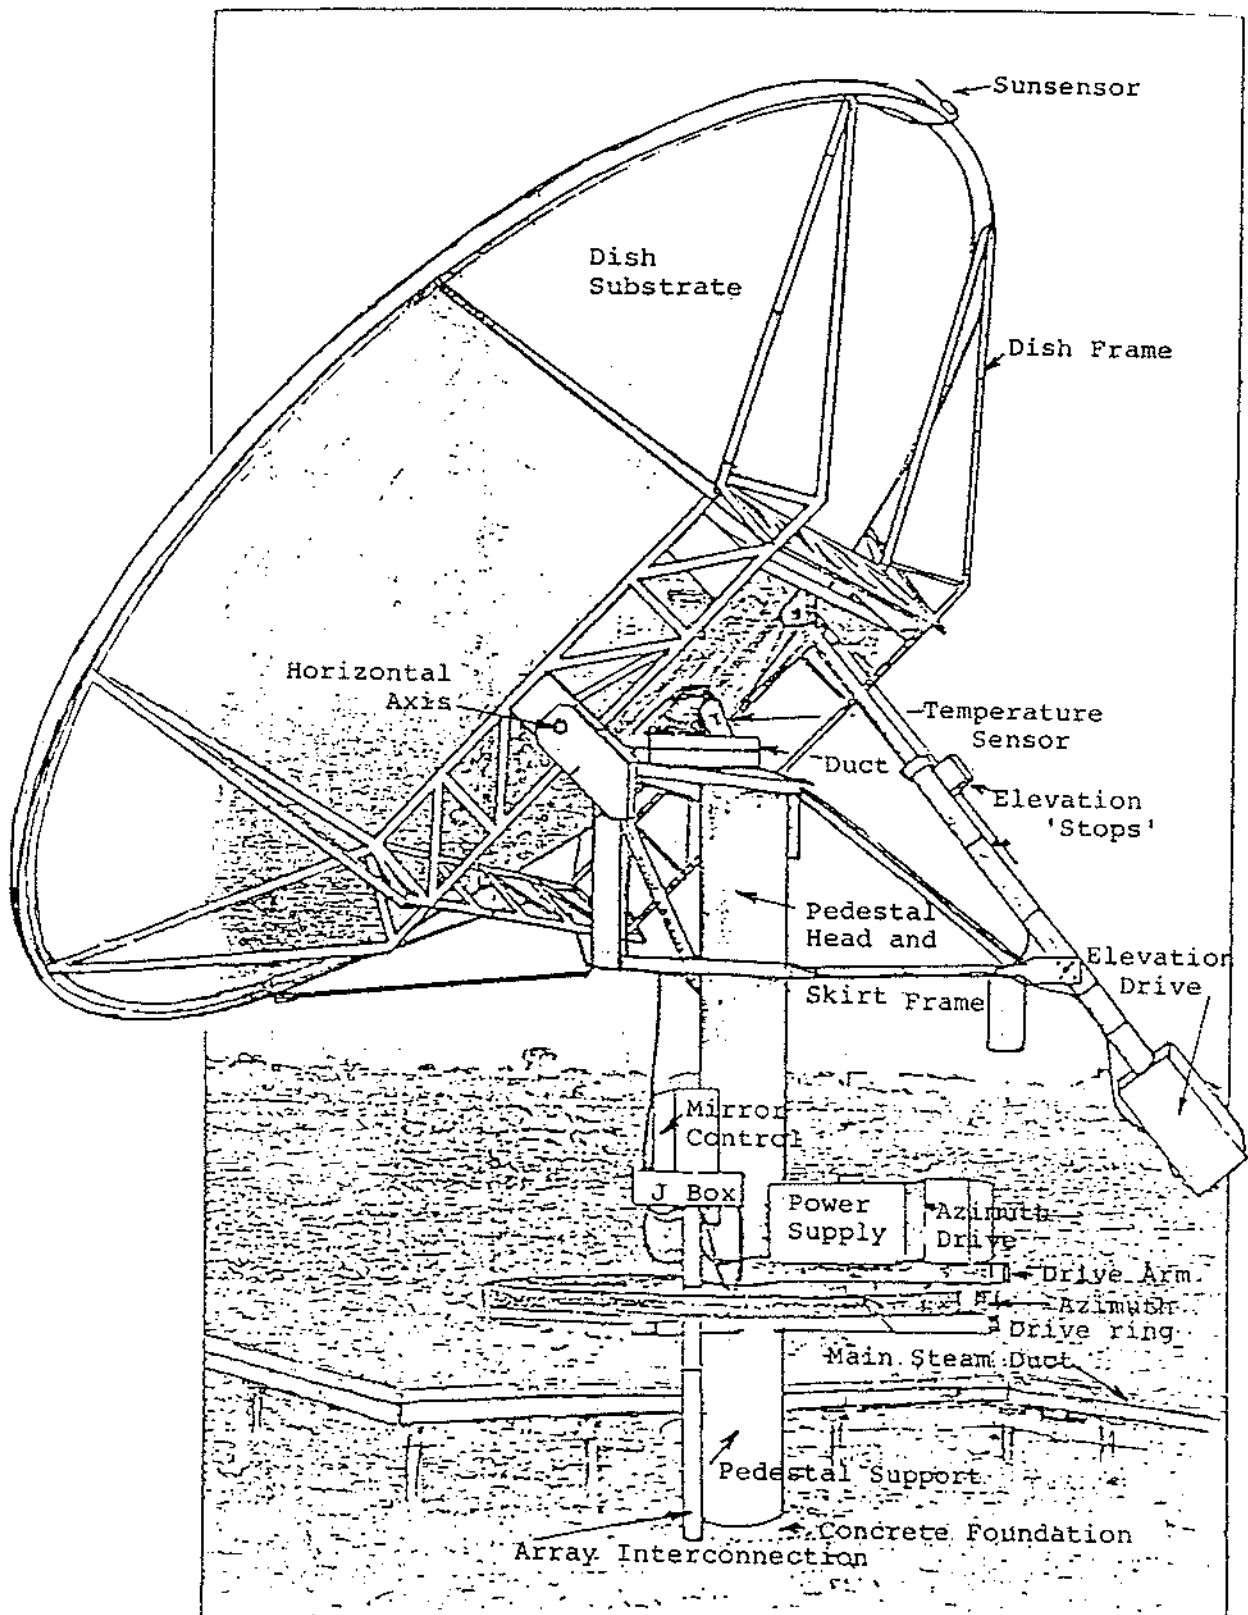 Sunsensor
Dish
Substrate
Dish Frame
Horizontal
Axis
Temperature
Sensor
Duct
Elevation
'Stops'
Pedestal
Head and
Skirt Frame
Elevation
Drive
Mirror
Control
J Box
Power
Supply
Azimuth
Drive
Drive Arm
Azimuth
Drive ring
Main Steam Duct
Pedestal Support
Concrete Foundation
Array Interconnection